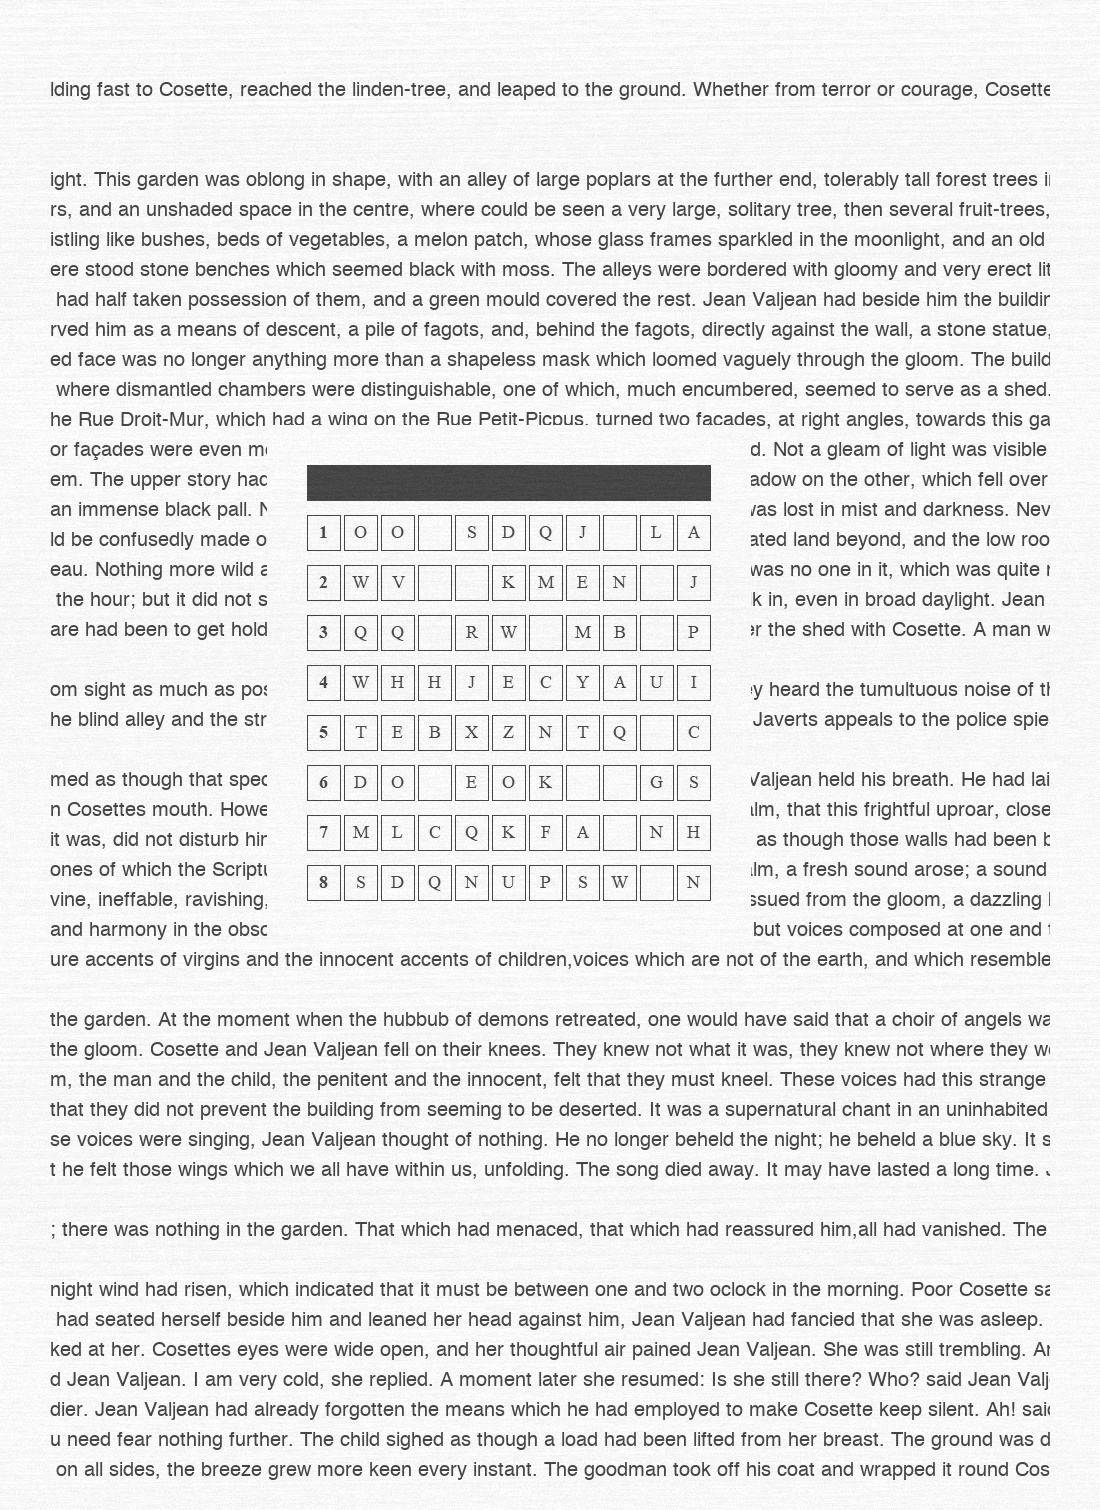 lding fast to Cosette, reached the linden-tree, and leaped to the ground. Whether from terror or courage, Cosette
ight. This garden was oblong in shape, with an alley of large poplars at the further end, tolerably tall forest trees i
rs, and an unshaded space in the centre, where could be seen a very large, solitary tree, then several fruit-trees,
istling like bushes, beds of vegetables, a melon patch, whose glass frames sparkled in the moonlight, and an old
ere stood stone benches which seemed black with moss. The alleys were bordered with gloomy and very erect lit
had half taken possession of them, and a green mould covered the rest. Jean Valjean had beside him the buildin
rved him as a means of descent, a pile of fagots, and, behind the fagots, directly against the wall, a stone statue,
ed face was no longer anything more than a shapeless mask which loomed vaguely through the gloom. The build
where dismantled chambers were distinguishable, one of which, much encumbered, seemed to serve as a shed.
he Rue Droit-Mur, which had a wing on the Rue Petit-Picpus, turned two façades, at right angles, towards this ga
or façades were even m d. Not a gleam of light was visible
em. The upper story had adow on the other, which fell over
an immense black pall. was lost in mist and darkness. Nev
ld be confusedly made o ated land beyond, and the low roo
eau. Nothing more wild a was no one in it, which was quite
the hour; but it did not s k in, even in broad daylight. Jean
are had been to get hold er the shed with Cosette. A man w
om sight as much as pos ey heard the tumultuous noise of th
he blind alley and the str Javerts appeals to the police spie
med as though that spec Valjean held his breath. He had lai
n Cosettes mouth. Howe alm, that this frightful uproar, close
it was, did not disturb hi as though those walls had been b
ones of which the Scriptu alm, a fresh sound arose; a sound
vine, ineffable, ravishing, ssued from the gloom, a dazzling
and harmony in the obsc but voices composed at one and
1 O O S D Q J L A
2 W V K M E N J
3 Q Q R W M B P
4 W H H J E C Y A U I
5 T E B X Z N T Q C
6 D O E O K G S
7 M L C Q K F A N H
8 S D Q N U P S W N
ure accents of virgins and the innocent accents of children,voices which are not of the earth, and which resemble
the garden. At the moment when the hubbub of demons retreated, one would have said that a choir of angels wa
the gloom. Cosette and Jean Valjean fell on their knees. They knew not what it was, they knew not where they we
m, the man and the child, the penitent and the innocent, felt that they must kneel. These voices had this strange
that they did not prevent the building from seeming to be deserted. It was a supernatural chant in an uninhabited
se voices were singing, Jean Valjean thought of nothing. He no longer beheld the night; he beheld a blue sky. It s
t he felt those wings which we all have within us, unfolding. The song died away. It may have lasted a long time.
; there was nothing in the garden. That which had menaced, that which had reassured him,all had vanished. The
night wind had risen, which indicated that it must be between one and two oclock in the morning. Poor Cosette sa
had seated herself beside him and leaned her head against him, Jean Valjean had fancied that she was asleep.
ked at her. Cosettes eyes were wide open, and her thoughtful air pained Jean Valjean. She was still trembling. An
d Jean Valjean. I am very cold, she replied. A moment later she resumed: Is she still there? Who? said Jean Valj
dier. Jean Valjean had already forgotten the means which he had employed to make Cosette keep silent. Ah! said
u need fear nothing further. The child sighed as though a load had been lifted from her breast. The ground was d
on all sides, the breeze grew more keen every instant. The goodman took off his coat and wrapped it round Cos